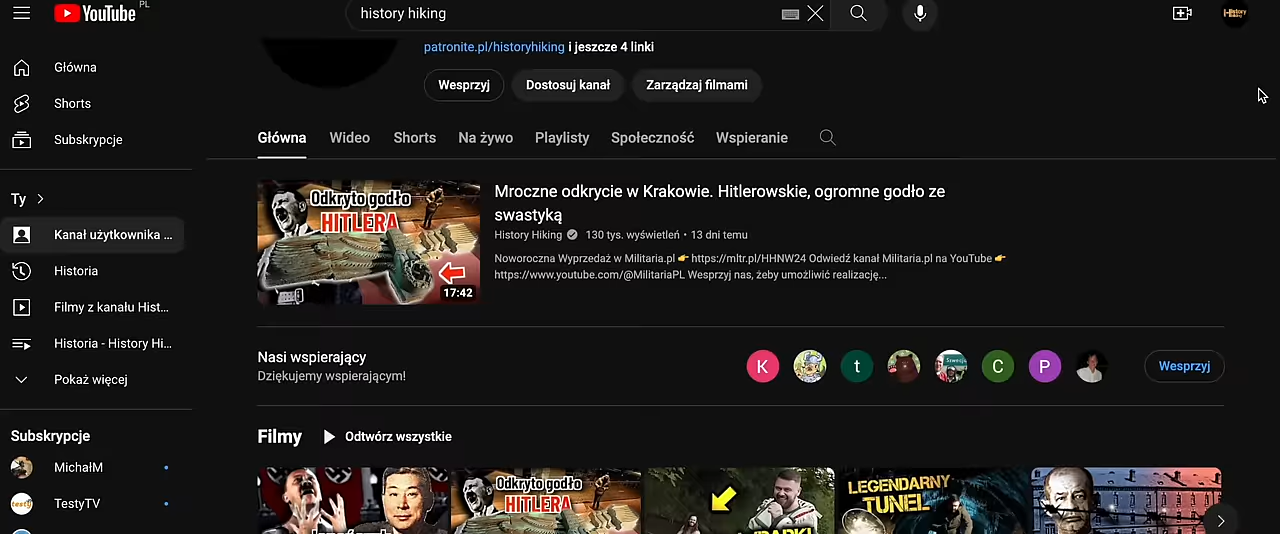 YouTube PL
history hiking
History Hiking
Główna
Shorts
Subskrypcje
Ty
Kanał użytkownika ...
Historia
Filmy z kanału Hist...
Historia - History Hi...
Pokaż więcej
Subskrypcje
MichałM
TestyTV
testy
patronite.pl/historyhiking i jeszcze 4 linki
Wesprzyj
Dostosuj kanał
Zarządzaj filmami
Główna
Wideo
Shorts
Na żywo
Playlisty
Społeczność
Wspieranie
Odkryto godło
HITLERA
17:42
Mroczne odkrycie w Krakowie. Hitlerowskie, ogromne godło ze
swastyką
History Hiking
130 tys. wyświetleń • 13 dni temu
Noworoczna Wyprzedaż w Militaria.pl 👉 https://mltr.pl/HHNW24 Odwiedź kanał Militaria.pl na YouTube 👉
https://www.youtube.com/@MilitariaPL Wesprzyj nas, żeby umożliwić realizację...
Nasi wspierający
Dziękujemy wspierającym!
K
t
Szwecja
C
P
Wesprzyj
Filmy
Odtwórz wszystkie
Odkryto godło
HITLERA
LEGENDARNY
TUNEL